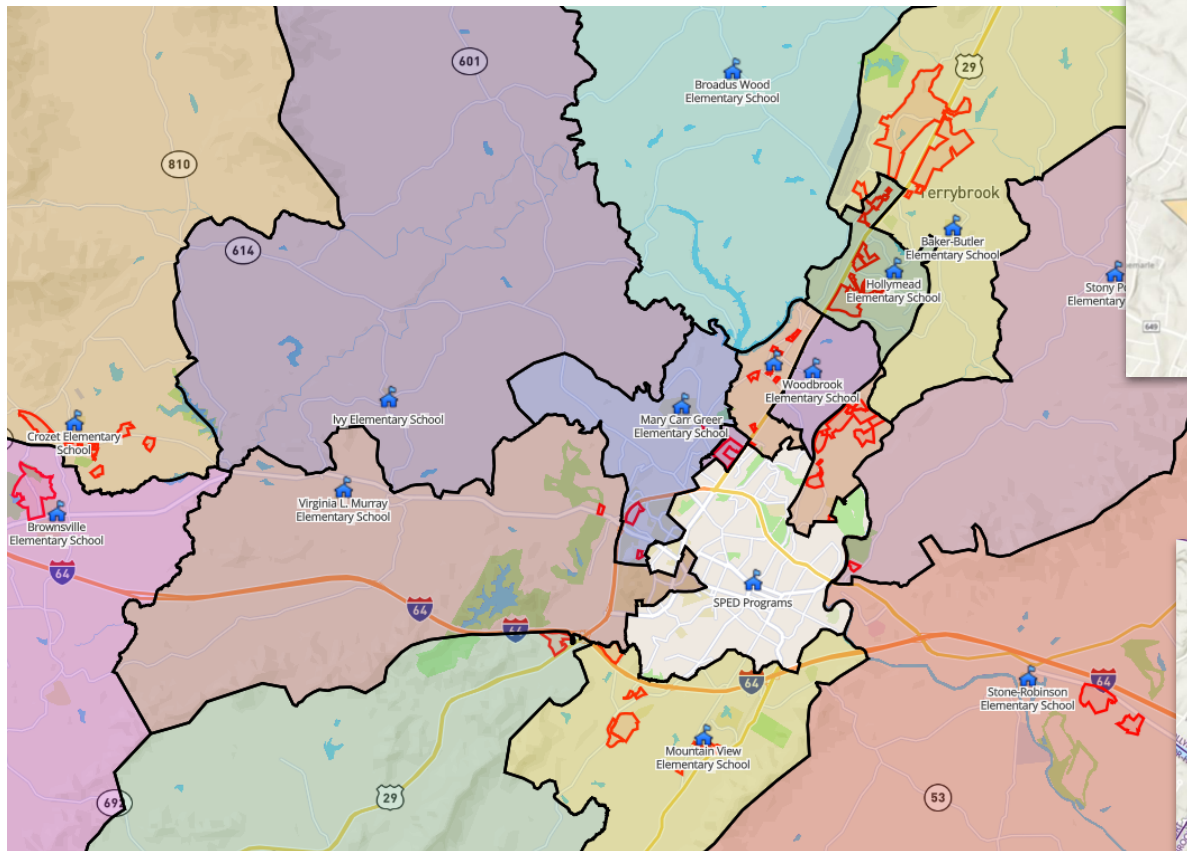 601
29
Broadus Wood
Elementary School
810
Terrybrook
614
Baker-Butler
Elementary School
Hollymead
Elementary School
Stony P
Elementary
649
Woodbrook
Elementary School
Ivy Elementary School
Mary Carr Greer
Elementary School
Crozet Elementary
School
Virginia L. Murray
Elementary School
Brownsville
Elementary School
64
64
64
SPED Programs
64
64
Stone-Robinson
Elementary School
Mountain View
Elementary School
29
53